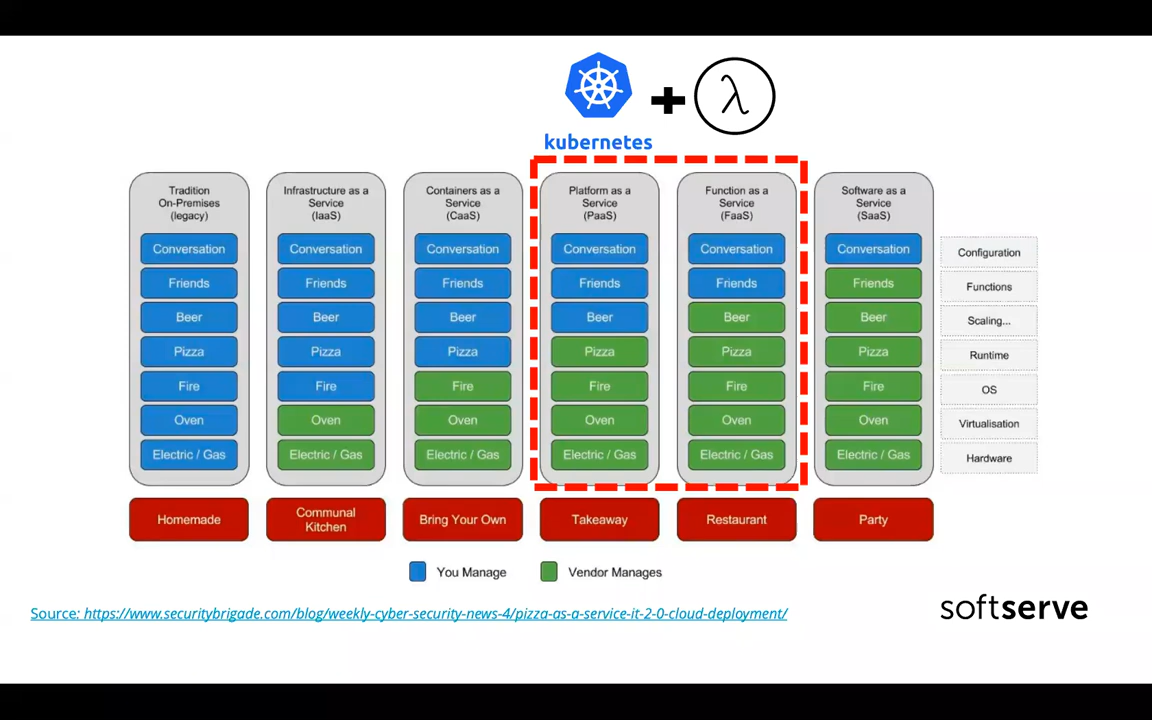 λ
kubernetes
Tradition
On-Premises
(legacy)
Conversation
Friends
Beer
Pizza
Fire
Oven
Electric / Gas
Homemade
Infrastructure as a
Service
(IaaS)
Conversation
Friends
Beer
Pizza
Fire
Oven
Electric / Gas
Communal
Kitchen
Containers as a
Service
(CaaS)
Conversation
Friends
Beer
Pizza
Fire
Oven
Electric / Gas
Bring Your Own
Platform as a
Service
(PaaS)
Conversation
Friends
Beer
Pizza
Fire
Oven
Electric / Gas
Takeaway
Function as a
Service
(FaaS)
Conversation
Friends
Beer
Pizza
Fire
Oven
Electric / Gas
Restaurant
Software as a
Service
(SaaS)
Conversation
Friends
Beer
Pizza
Fire
Oven
Electric / Gas
Party
Configuration
Functions
Scaling...
Runtime
OS
Virtualisation
Hardware
You Manage
Vendor Manages
Source: https://www.securitybrigade.com/blog/weekly-cyber-security-news-4/pizza-as-a-service-it-2-0-cloud-deployment/
softserve